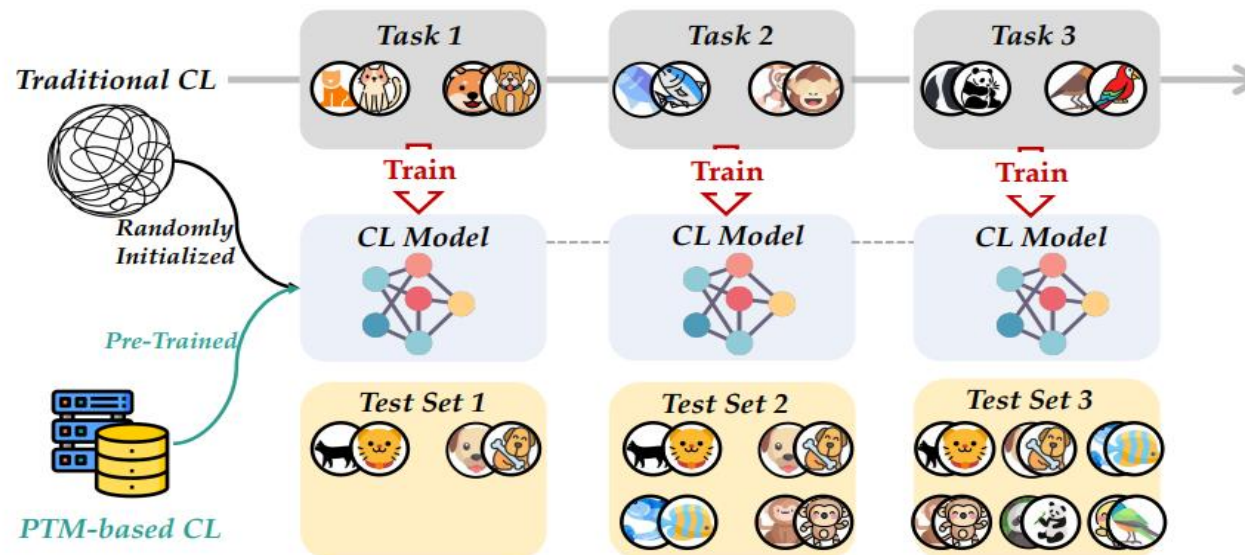 Task 1
Task 2
Task 3
Traditional CL
Train
Train
Train
Randomly
Initialized
CL Model
CL Model
CL Model
Pre-Trained
Test Set 1
Test Set 2
Test Set 3
PTM-based CL